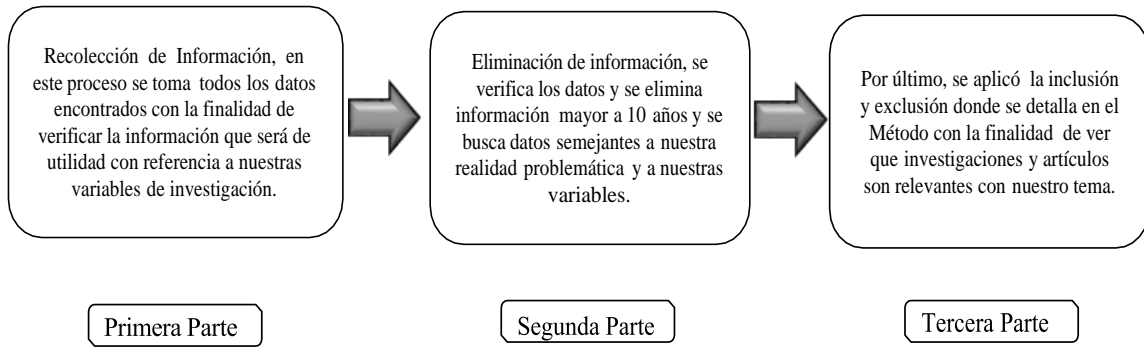 Recolección de Información, en
este proceso se toma todos los datos
encontrados con la finalidad de
verificar la información que será de
utilidad con referencia a nuestras
variables de investigación.
Eliminación de información, se
verifica los datos y se elimina
información mayor a 10 años y se
busca datos semejantes a nuestra
realidad problemática y a nuestras
variables.
Por último, se aplicó la inclusión
y exclusión donde se detalla en el
Método con la finalidad de ver
que investigaciones y artículos
son relevantes con nuestro tema.
Primera Parte
Segunda Parte
Tercera Parte